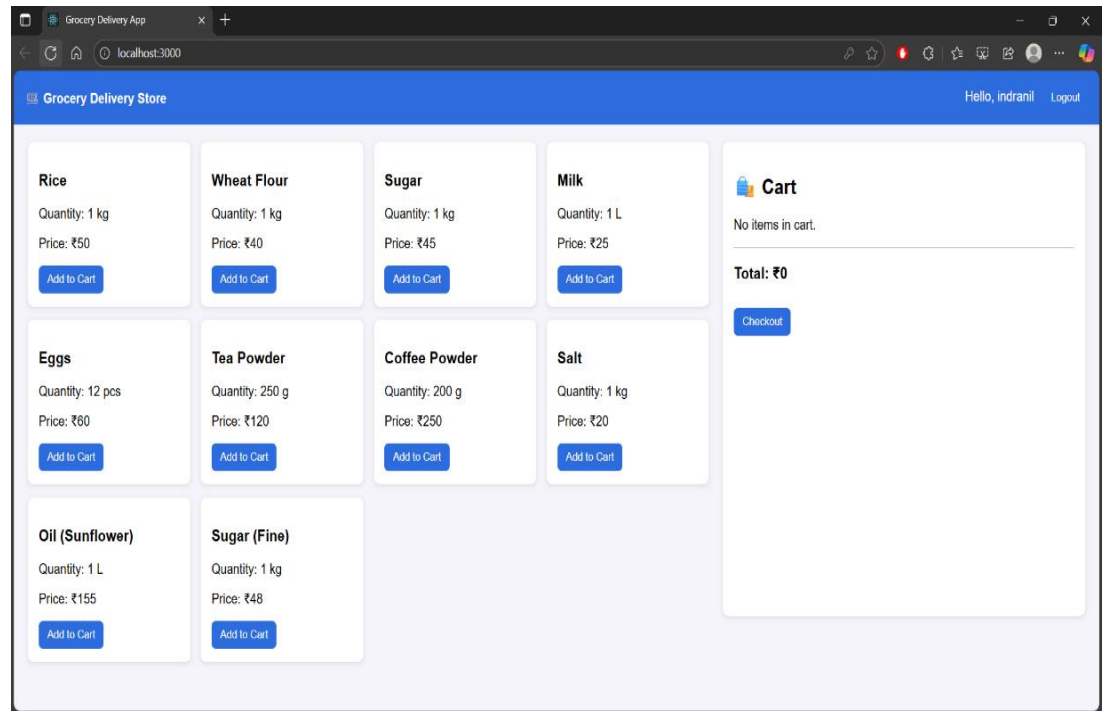 Grocery Delivery App
localhost:3000
Grocery Delivery Store
Hello, indranil Logout
Rice
Quantity: 1 kg
Price: ₹50
Add to Cart
Wheat Flour
Quantity: 1 kg
Price: ₹40
Add to Cart
Sugar
Quantity: 1 kg
Price: ₹45
Add to Cart
Milk
Quantity: 1 L
Price: ₹25
Add to Cart
Eggs
Quantity: 12 pcs
Price: ₹60
Add to Cart
Tea Powder
Quantity: 250 g
Price: ₹120
Add to Cart
Coffee Powder
Quantity: 200 g
Price: ₹250
Add to Cart
Salt
Quantity: 1 kg
Price: ₹20
Add to Cart
Oil (Sunflower)
Quantity: 1 L
Price: ₹155
Add to Cart
Sugar (Fine)
Quantity: 1 kg
Price: ₹48
Add to Cart
Cart
No items in cart.
Total: ₹0
Checkout